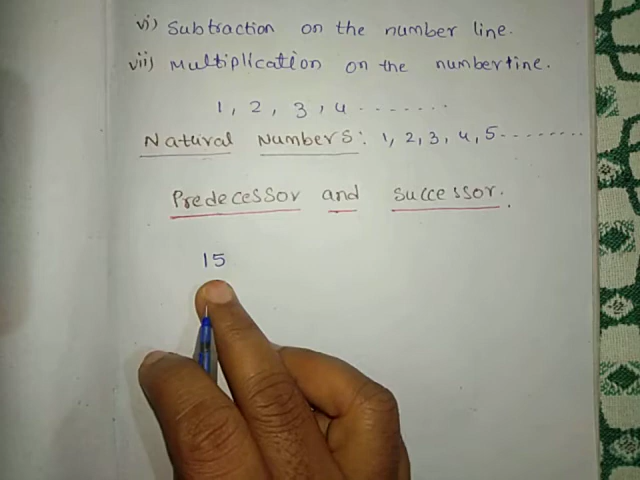 vi) Subtraction on the number line.
vii) Multiplication on the numberline.
1, 2, 3, 4 --------
Natural Numbers: 1, 2, 3, 4, 5---------
Predecessor and Successor.
15